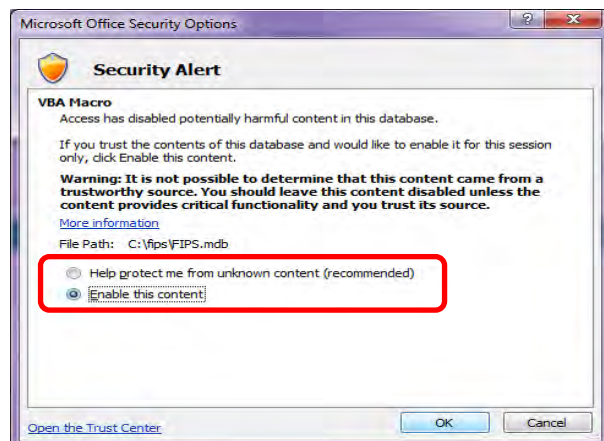 Microsoft Office Security Options
?
Security Alert
VBA Macro
Access has disabled potentially harmful content in this database.
If you trust the contents of this database and would like to enable it for this session
only, click Enable this content.
Warning: It is not possible to determine that this content came from a
trustworthy source. You should leave this content disabled unless the
content provides critical functionality and you trust its source.
More information
File Path: C:\fips\FIPS.mdb
Help protect me from unknown content (recommended)
Enable this content
Open the Trust Center
OK Cancel